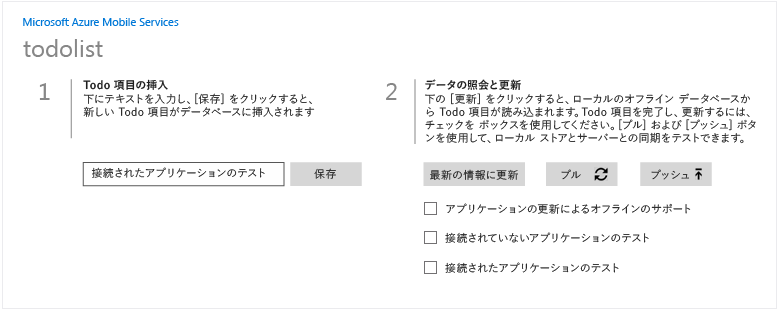 Microsoft Azure Mobile Services
todolist
1
Todo 項目の挿入
下にテキストを入力し、[保存] をクリックすると、
新しい Todo 項目がデータベースに挿入されます
接続されたアプリケーションのテスト
保存
2
データの照会と更新
下の [更新] をクリックすると、ローカルのオフライン データベースか
ら Todo 項目が読み込まれます。Todo 項目を完了し、更新するには、
チェックを ボックスを使用してください。[プル] および [プッシュ] ボタ
ンを使用して、ローカル ストアとサーバーとの同期をテストできます。
最新の情報に更新
プル
プッシュ
アプリケーションの更新によるオフラインのサポート
接続されていないアプリケーションのテスト
接続されたアプリケーションのテスト